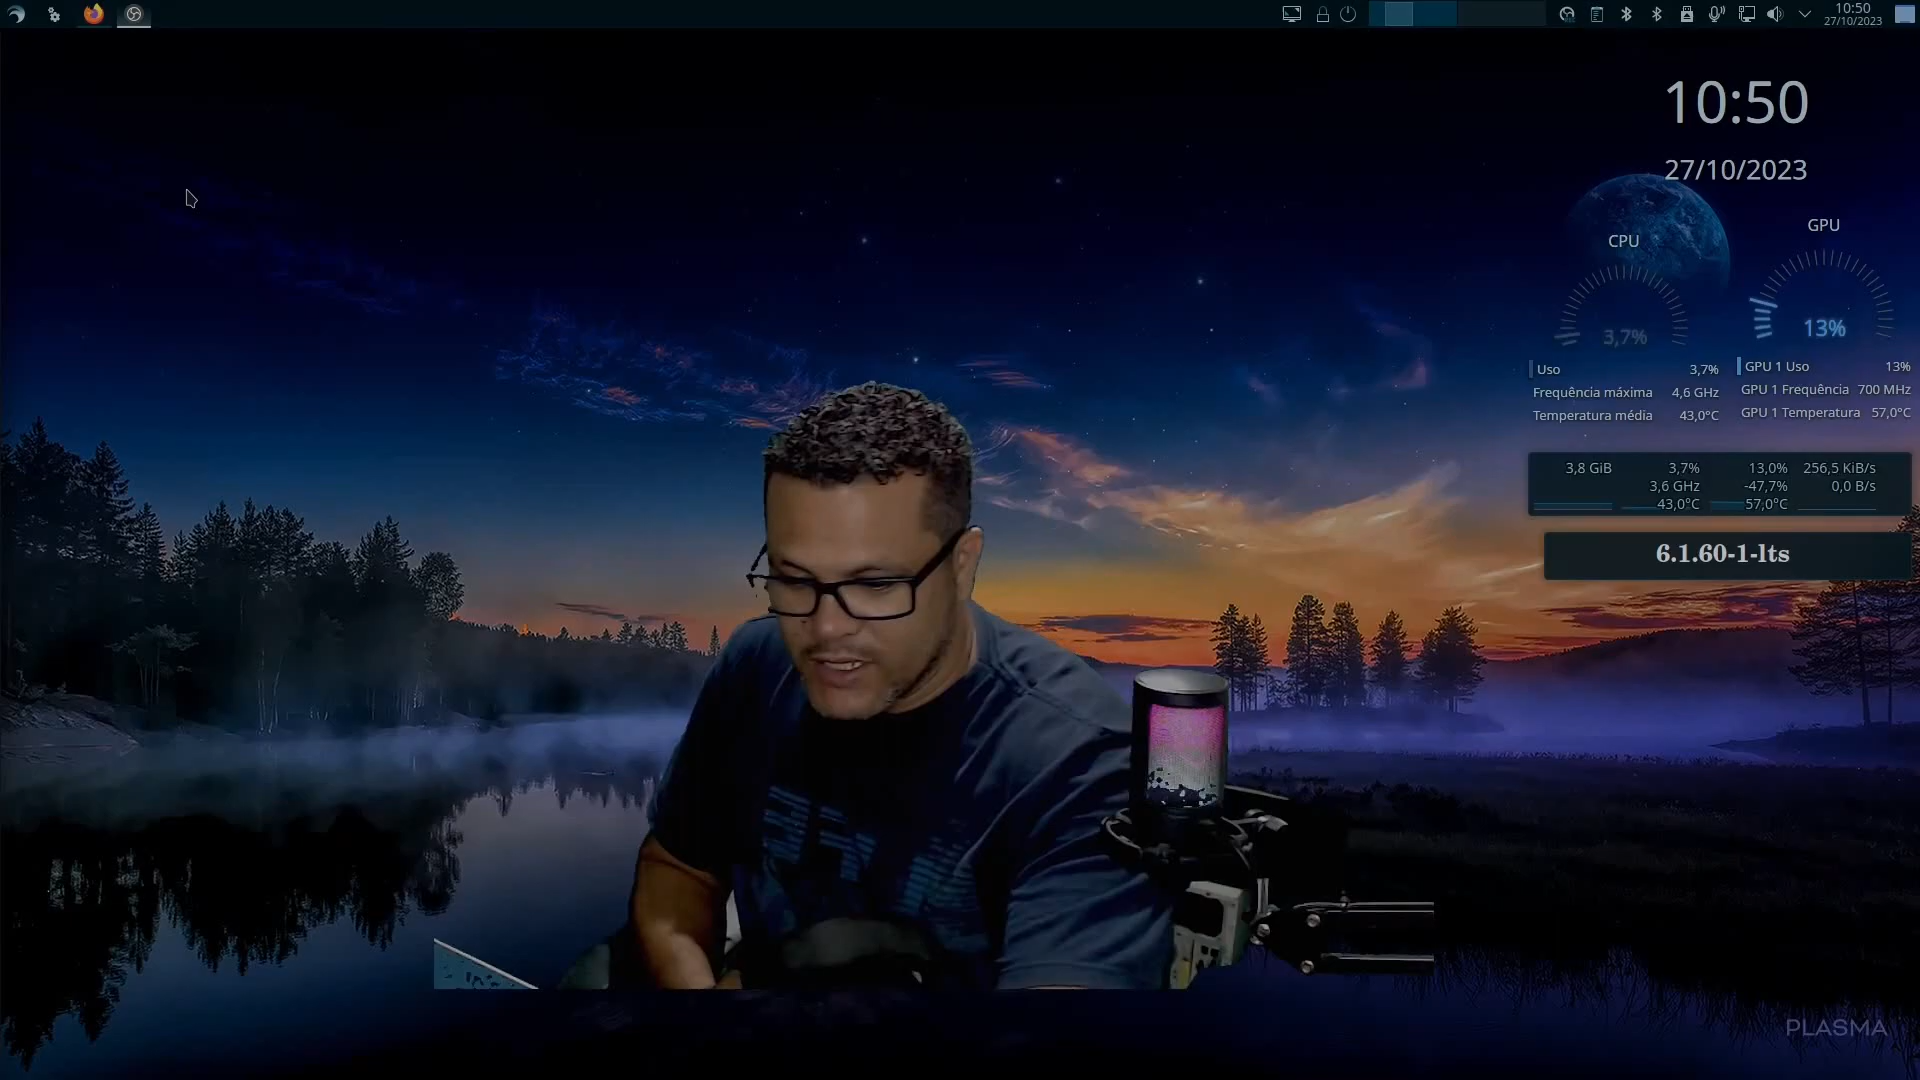 10:50
27/10/2023
10:50
27/10/2023
CPU
3,7%
Uso 3,7%
Frequência máxima 4,6 GHz
Temperatura média 43,0°C
GPU
13%
GPU 1 Uso 13%
GPU 1 Frequência 700 MHz
GPU 1 Temperatura 57,0°C
3,8 GiB 3,7% 13,0% 256,5 KiB/s
3,6 GHz -47,7% 0,0 B/s
43,0°C 57,0°C
6.1.60-1-lts
PLASMA